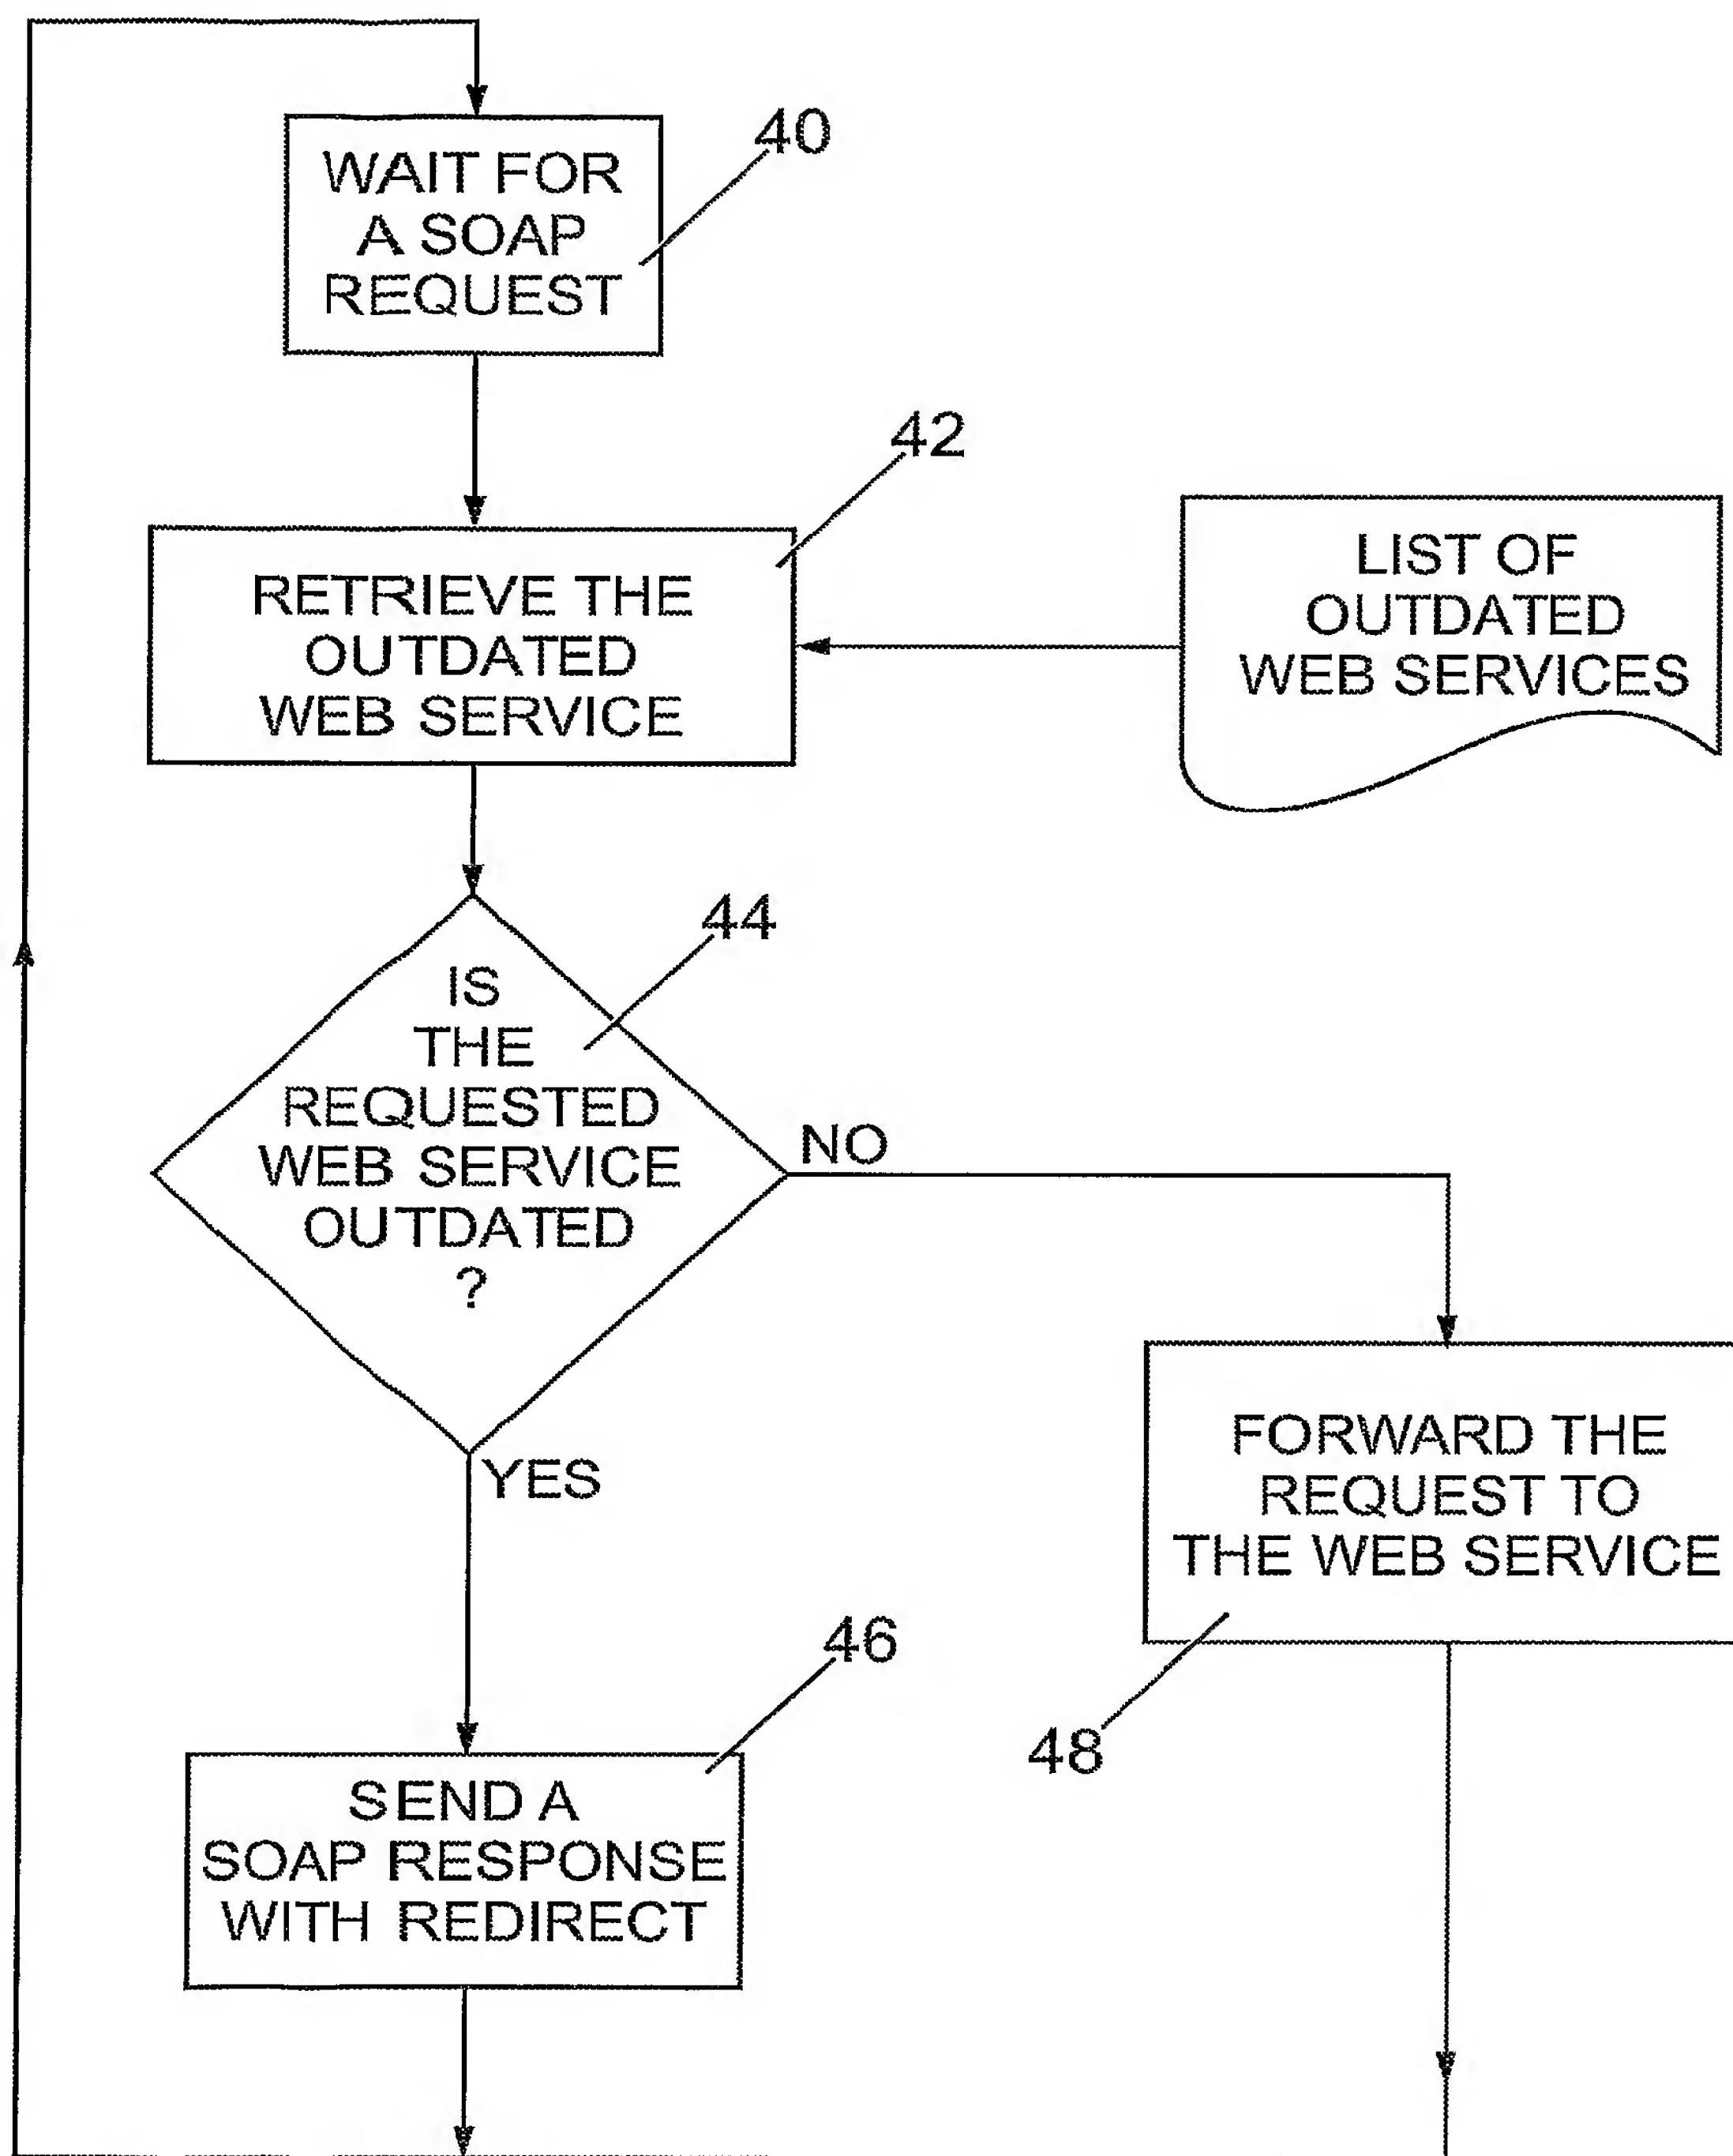 40
WAIT FOR
A SOAP
REQUEST
42
RETRIEVE THE
OUTDATED
WEB SERVICE
LIST OF
OUTDATED
WEB SERVICES
44
IS
THE
REQUESTED
WEB SERVICE
OUTDATED
?
NO
YES
FORWARD THE
REQUEST TO
THE WEB SERVICE
48
46
SEND A
SOAP RESPONSE
WITH REDIRECT